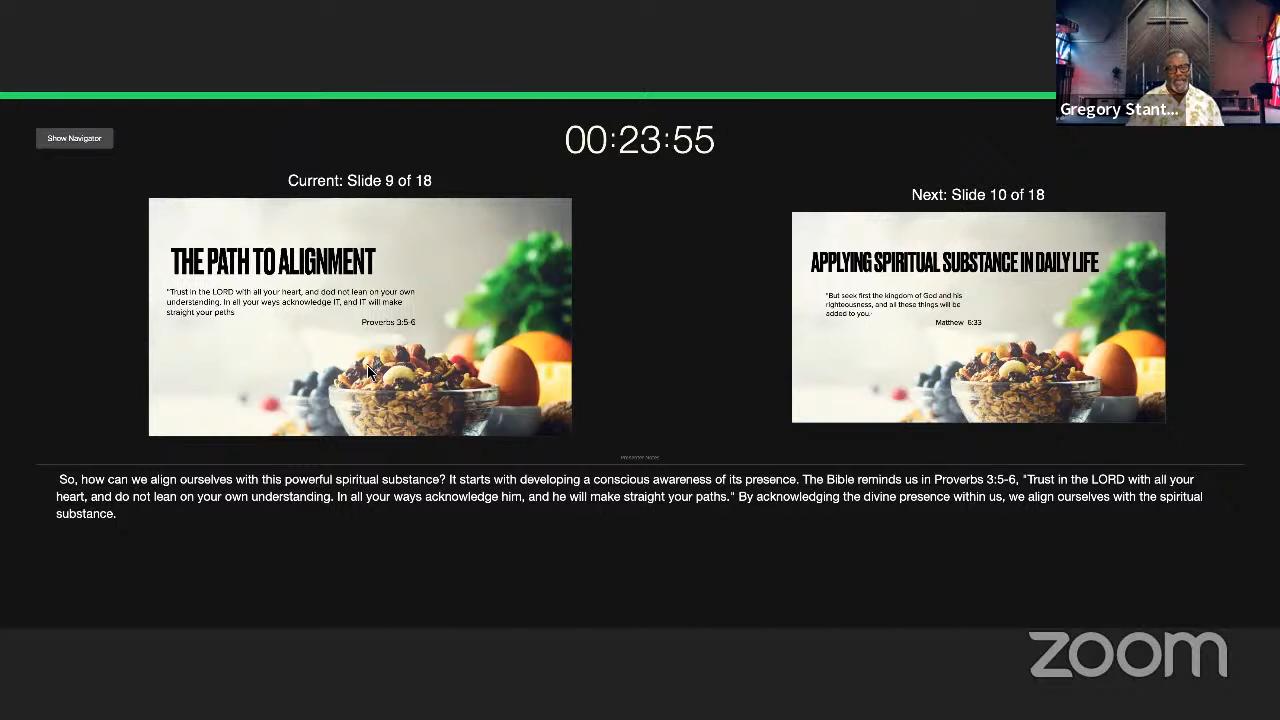 Gregory Stant...
Show Navigator
00:23:55
Current: Slide 9 of 18
Next: Slide 10 of 18
THE PATH TO ALIGNMENT
"Trust in the LORD with all your heart, and dod not lean on your own
understanding. In all your ways acknowledge IT, and IT will make
straight your paths
Proverbs 3:5-6
APPLYING SPIRITUAL SUBSTANCE IN DAILY LIFE
"But seek first the kingdom of God and his
righteousness, and all these things will be
added to you.·
Matthew 6:33
Presenter Notes
So, how can we align ourselves with this powerful spiritual substance? It starts with developing a conscious awareness of its presence. The Bible reminds us in Proverbs 3:5-6, "Trust in the LORD with all your
heart, and do not lean on your own understanding. In all your ways acknowledge him, and he will make straight your paths." By acknowledging the divine presence within us, we align ourselves with the spiritual
substance.
zoom